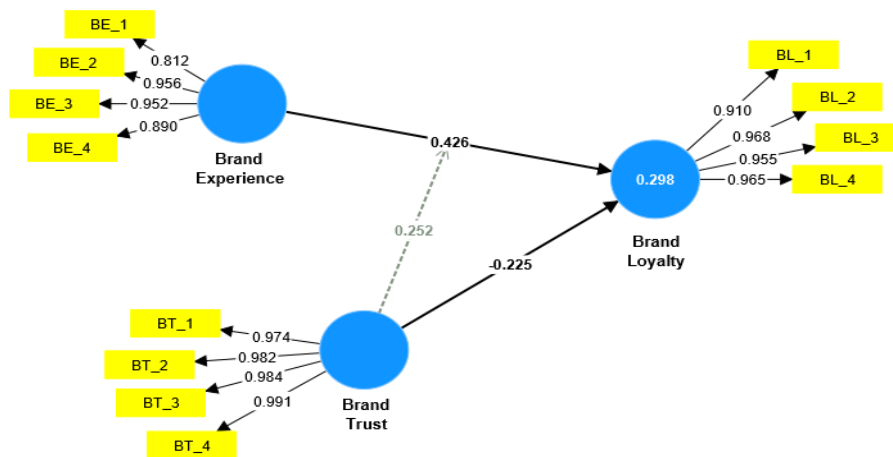 BE_1
BE_2
BE_3
BE_4
0.812
0.956
0.952
0.890
Brand
Experience
0.426
BL_1
BL_2
BL_3
BL_4
0.910
0.968
0.955
0.965
0.298
Brand
Loyalty
0.252
-0.225
BT_1
BT_2
BT_3
BT_4
0.974
0.982
0.984
0.991
Brand
Trust